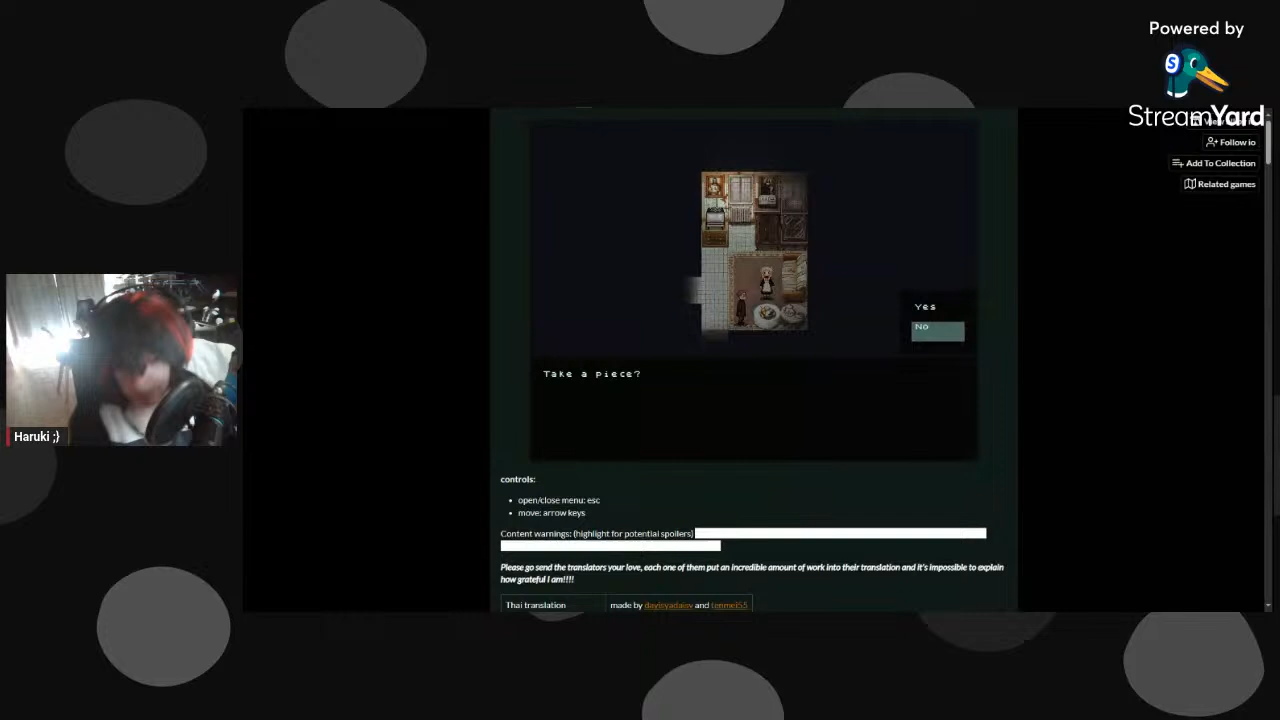 Powered by
StreamYard
Follow io
Add To Collection
Related games
Yes
No
Take a piece?
Haruki ;}
controls:
open/close menu: esc
move: arrow keys
Content warnings: (highlight for potential spoilers)
Please go send the translators your love, each one of them put an incredible amount of work into their translation and it's impossible to explain
how grateful I am!!!!
Thai translation made by dayisyadaisy and